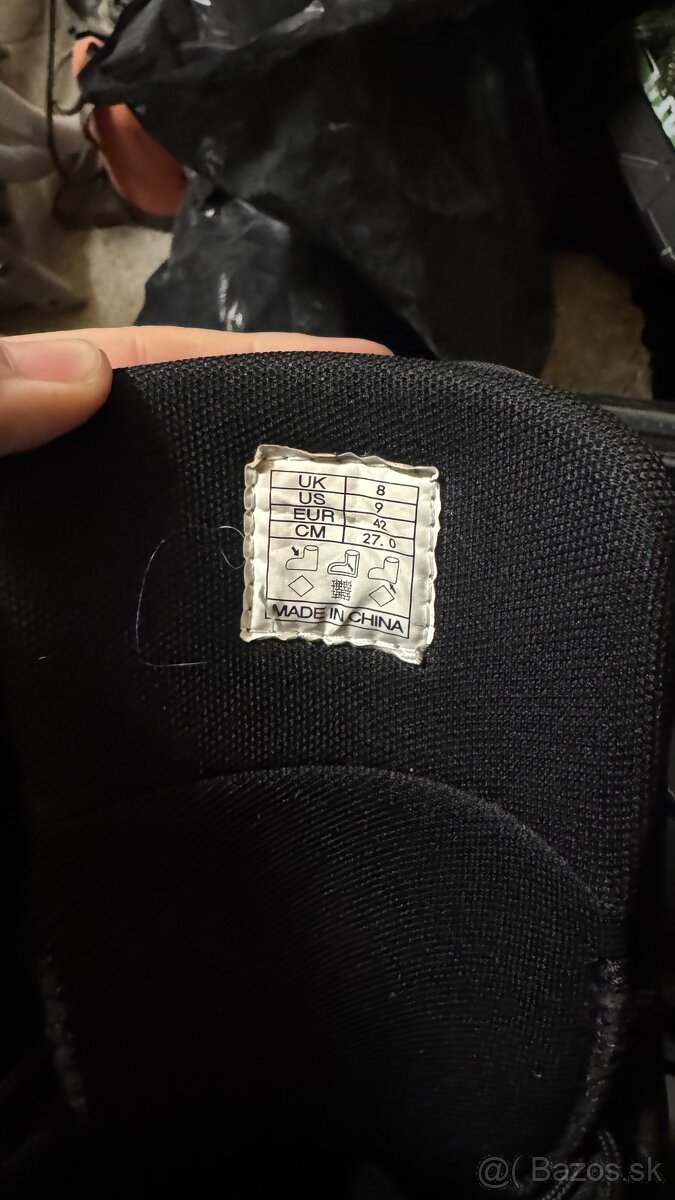 UK 8
US 9
EUR 42
CM 27.0
MADE IN CHINA
@( Bazos.sk